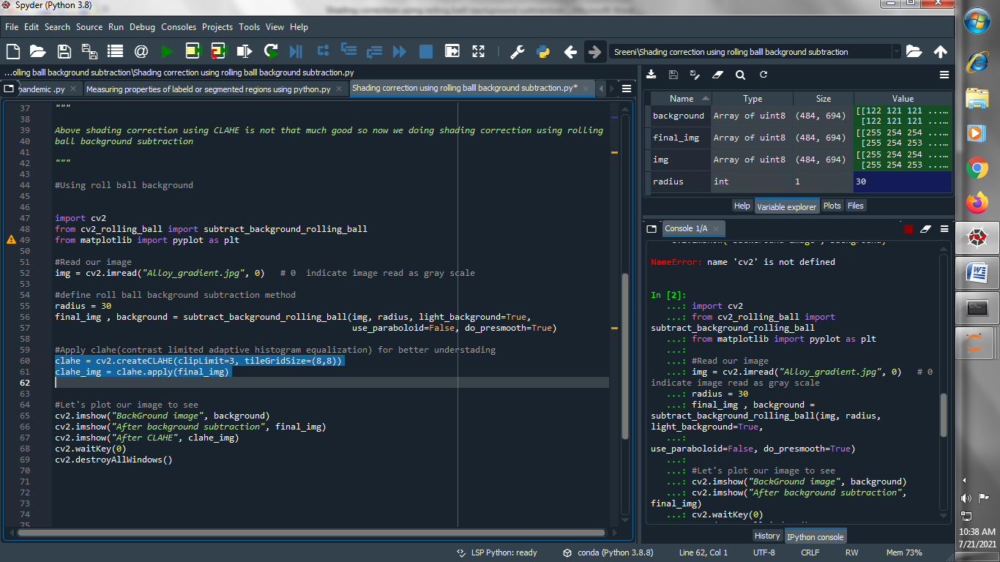 Spyder (Python 3.8)
File Edit Search Source Run Debug Consoles Projects Tools View Help
Sreeni\Shading correction using rolling ball background subtraction
...olling balll background subtraction\Shading correction using rolling balll background subtraction.py
pandemic .py
Measuring properties of labeld or segmented regions using python.py
Shading correction using rolling balll background subtraction.py*
37 """
38
39 Above shading correction using CLAHE is not that much good so now we doing shading correction using rolling
40 ball background subtraction
41
42 """
43
44 #Using roll ball background
45
46
47 import cv2
48 from cv2_rolling_ball import subtract_background_rolling_ball
49 from matplotlib import pyplot as plt
50
51 #Read our image
52 img = cv2.imread("Alloy_gradient.jpg", 0) # 0 indicate image read as gray scale
53
54 #define roll ball background subtraction method
55 radius = 30
56 final_img , background = subtract_background_rolling_ball(img, radius, light_background=True,
57 use_paraboloid=False, do_presmooth=True)
58
59 #Apply clahe(contrast limited adaptive histogram equalization) for better understading
60 clahe = cv2.createCLAHE(clipLimit=3, tileGridSize=(8,8))
61 clahe_img = clahe.apply(final_img)
62
63
64 #Let's plot our image to see
65 cv2.imshow("BackGround image", background)
66 cv2.imshow("After background subtraction", final_img)
67 cv2.imshow("After CLAHE", clahe_img)
68 cv2.waitKey(0)
69 cv2.destroyAllWindows()
70
71
72
73
74
75
Name Type Size Value
background Array of uint8 (484, 694) [[122 121 121 ...…
[122 121 121 ...…
final_img Array of uint8 (484, 694) [[255 254 254 ...…
[255 254 253 ...…
img Array of uint8 (484, 694) [[255 254 254 ...…
[255 254 253 ...…
radius int 1 30
Help Variable explorer Plots Files
Console 1/A
NameError: name 'cv2' is not defined
In [2]:
...: import cv2
...: from cv2_rolling_ball import
subtract_background_rolling_ball
...: from matplotlib import pyplot as plt
...:
...: #Read our image
...: img = cv2.imread("Alloy_gradient.jpg", 0) # 0
indicate image read as gray scale
...: radius = 30
...: final_img , background =
subtract_background_rolling_ball(img, radius,
light_background=True,
...:
use_paraboloid=False, do_presmooth=True)
...:
...: #Let's plot our image to see
...: cv2.imshow("BackGround image", background)
...: cv2.imshow("After background subtraction",
final_img)
...: cv2.waitKey(0)
History IPython console
LSP Python: ready conda (Python 3.8.8) Line 62, Col 1 UTF-8 CRLF RW Mem 73%
10:38 AM
7/21/2021